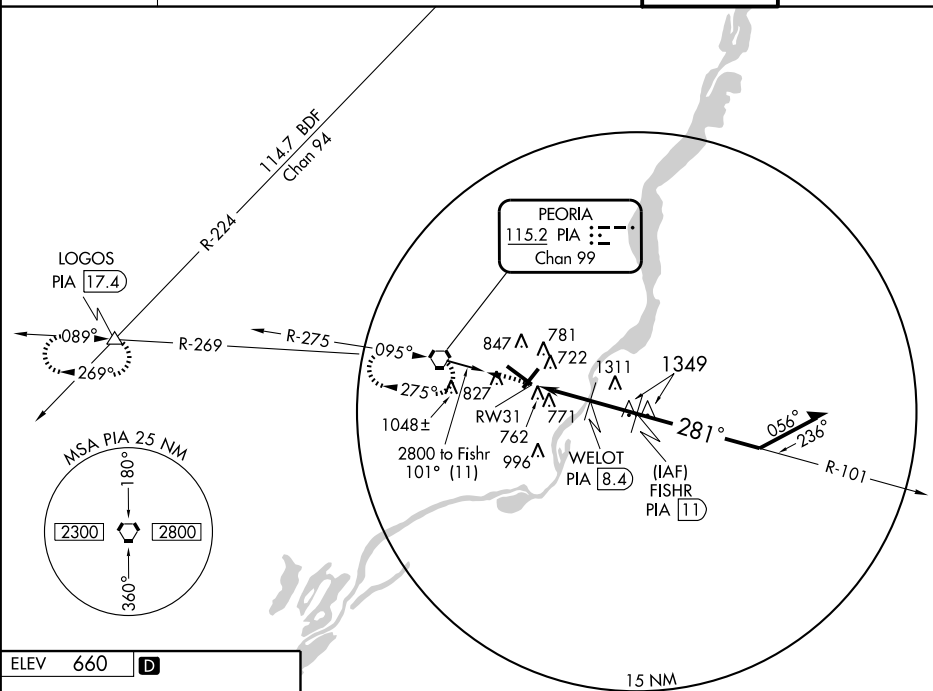 114.7 BDF
Chan 94
R-224
PEORIA
115.2 PIA
Chan 99
LOGOS
PIA 17.4
089°
269°
R-269
R-275
095°
275°
847
781
722
1311
1349
827
1048±
RW31
762
771
996
2800 to Fishr
101° (11)
WELOT
PIA 8.4
281°
(IAF)
FISHR
PIA 11
056°
236°
R-101
MSA PIA 25 NM
180°
2300
2800
360°
15 NM
ELEV 660 D